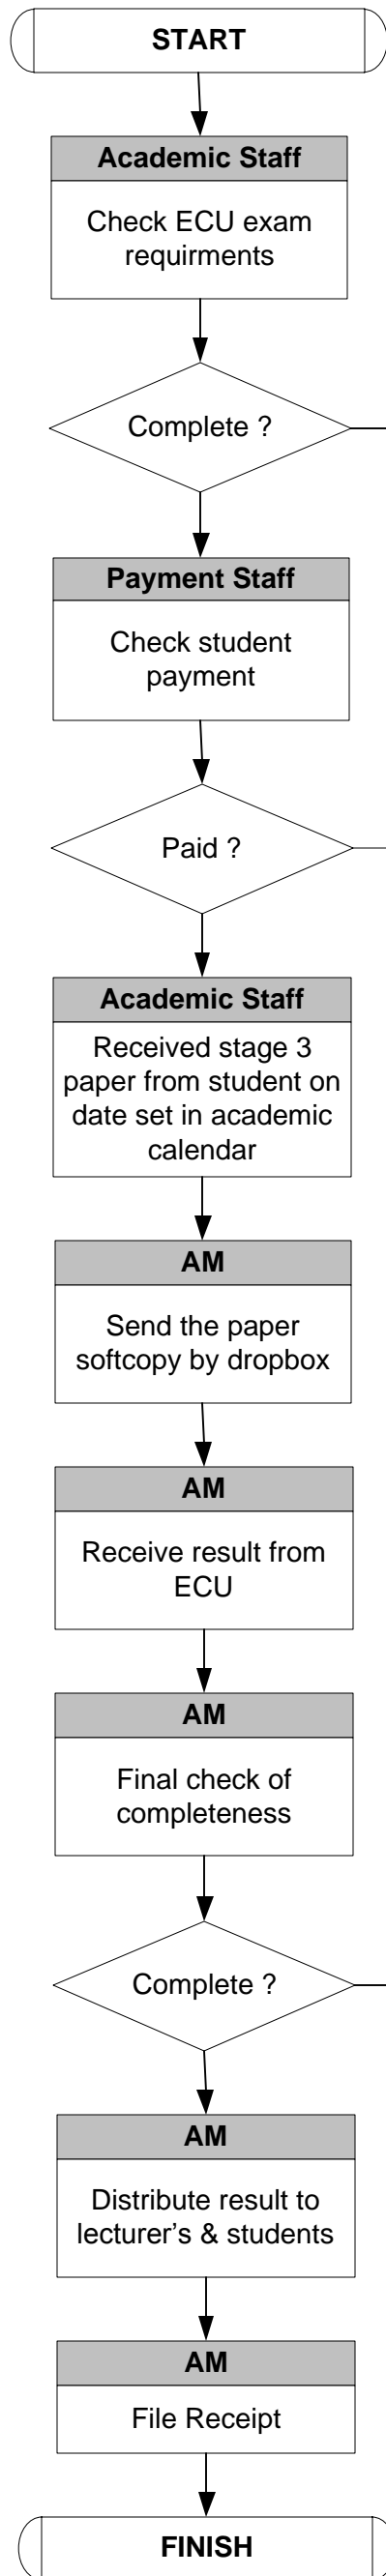 START
Academic Staff
Check ECU exam
requirments
Complete ?
Payment Staff
Check student
payment
Paid ?
Academic Staff
Received stage 3
paper from student on
date set in academic
calendar
AM
Send the paper
softcopy by dropbox
AM
Receive result from
ECU
AM
Final check of
completeness
Complete ?
AM
Distribute result to
lecturer's & students
AM
File Receipt
FINISH